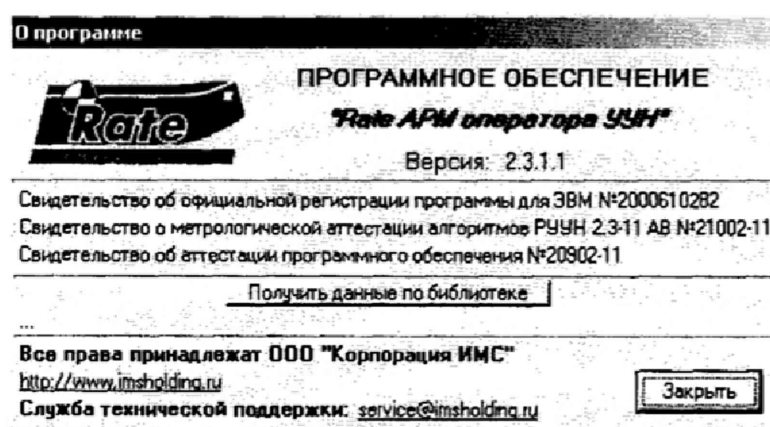 О программе
Rate
ПРОГРАММНОЕ ОБЕСПЕЧЕНИЕ
"Rate АРМ оператора УУН"
Версия: 2.3.1.1
Свидетельство об официальной регистрации программы для ЭВМ №2000610282
Свидетельство о метрологической аттестации алгоритмов РУУН 2.3-11 АВ №21002-11
Свидетельство об аттестации программного обеспечения №20902-11
Получить данные по библиотеке
...
Все права принадлежат ООО "Корпорация ИМС"
http://www.imsholding.ru
Закрыть
Служба технической поддержки: service@imsholding.ru